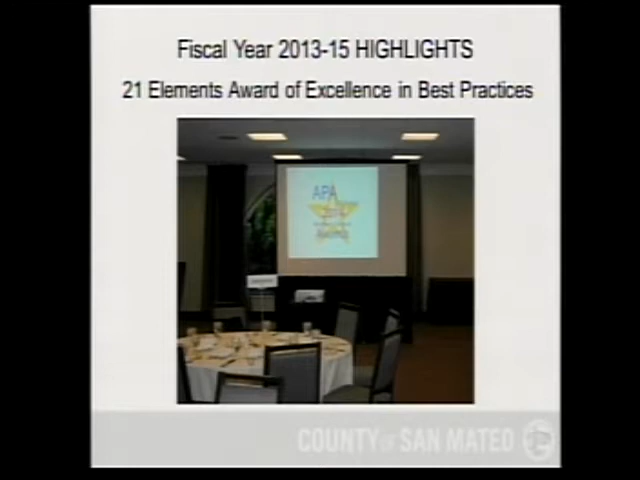 Fiscal Year 2013-15 HIGHLIGHTS
21 Elements Award of Excellence in Best Practices
APA
COUNTY OF SAN MATEO